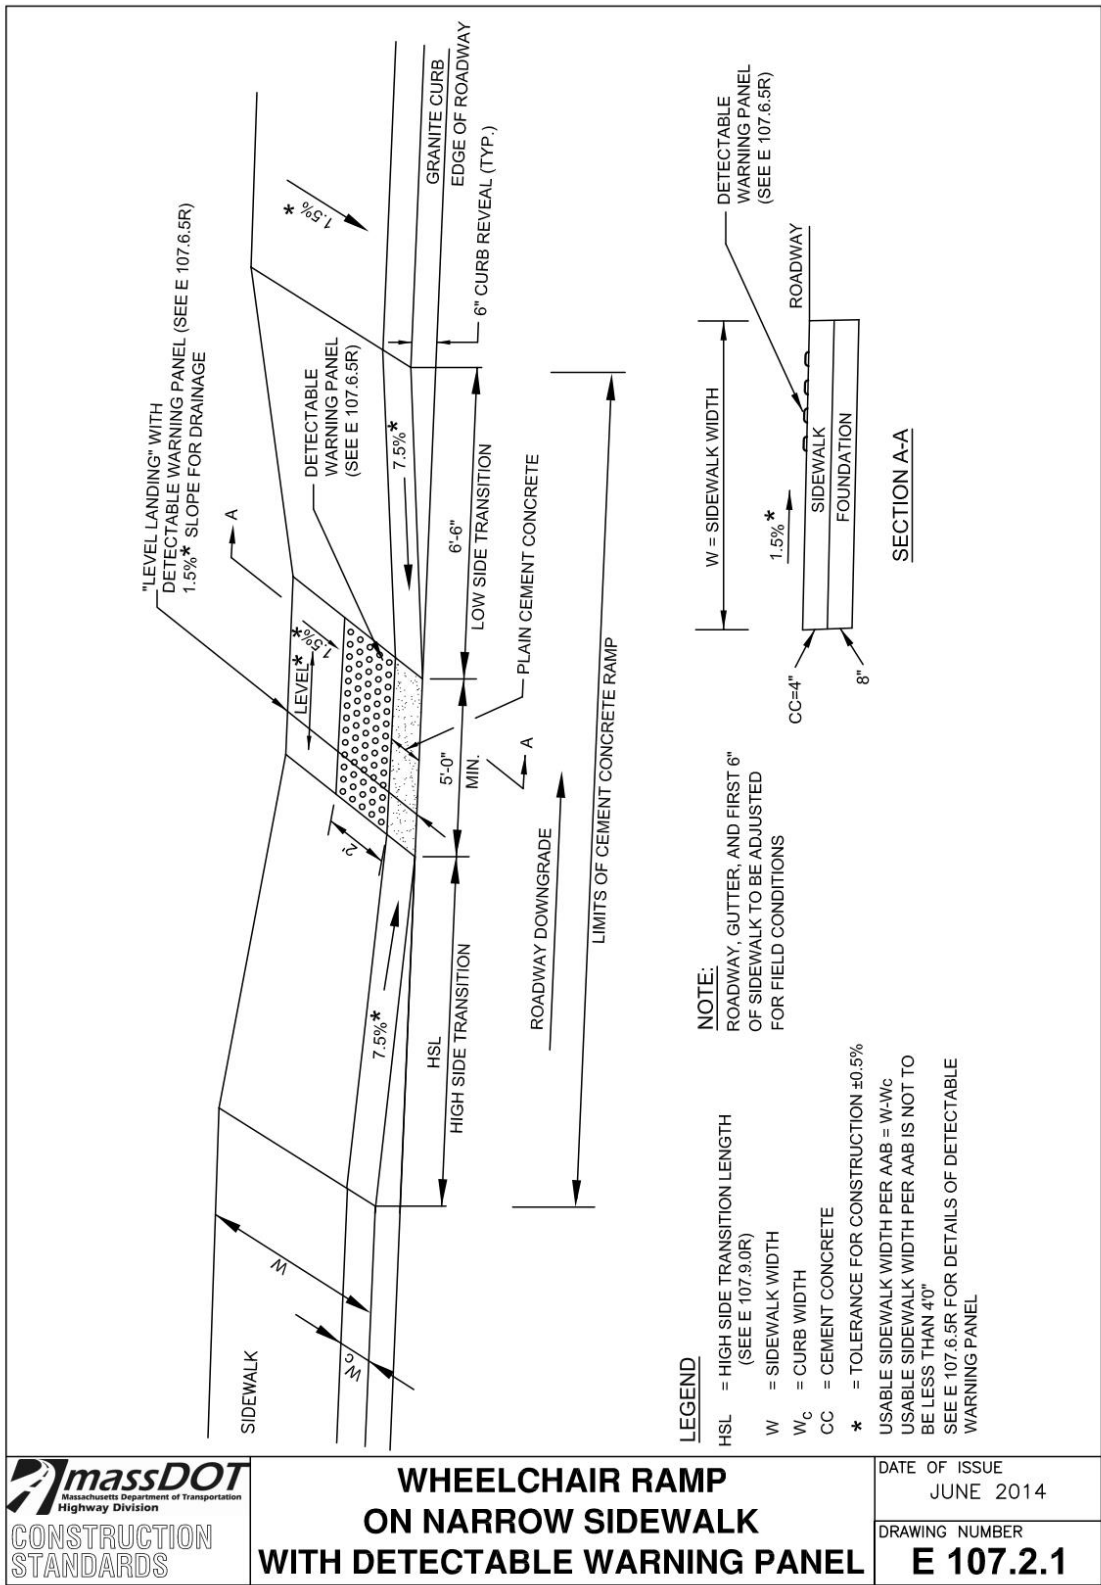 "LEVEL LANDING" WITH
DETECTABLE WARNING PANEL (SEE E 107.6.5R)
1.5%* SLOPE FOR DRAINAGE
A
SIDEWALK
W
Wc
LEVEL*
1.5%*
2'
DETECTABLE
WARNING PANEL
(SEE E 107.6.5R)
* 1.5%
GRANITE CURB
EDGE OF ROADWAY
6" CURB REVEAL (TYP.)
7.5%*
7.5%*
HSL
HIGH SIDE TRANSITION
5'-0"
MIN.
6'-6"
LOW SIDE TRANSITION
PLAIN CEMENT CONCRETE
A
ROADWAY DOWNGRADE
LIMITS OF CEMENT CONCRETE RAMP
LEGEND
HSL = HIGH SIDE TRANSITION LENGTH
(SEE E 107.9.0R)
W = SIDEWALK WIDTH
Wc = CURB WIDTH
CC = CEMENT CONCRETE
* = TOLERANCE FOR CONSTRUCTION ±0.5%
USABLE SIDEWALK WIDTH PER AAB = W-Wc
USABLE SIDEWALK WIDTH PER AAB IS NOT TO
BE LESS THAN 4'0"
SEE E 107.6.5R FOR DETAILS OF DETECTABLE
WARNING PANEL
NOTE:
ROADWAY, GUTTER, AND FIRST 6"
OF SIDEWALK TO BE ADJUSTED
FOR FIELD CONDITIONS
W = SIDEWALK WIDTH
DETECTABLE
WARNING PANEL
(SEE E 107.6.5R)
ROADWAY
1.5%*
SIDEWALK
FOUNDATION
CC=4"
8"
SECTION A-A
massDOT
Massachusetts Department of Transportation
Highway Division
CONSTRUCTION
STANDARDS
WHEELCHAIR RAMP
ON NARROW SIDEWALK
WITH DETECTABLE WARNING PANEL
DATE OF ISSUE
JUNE 2014
DRAWING NUMBER
E 107.2.1